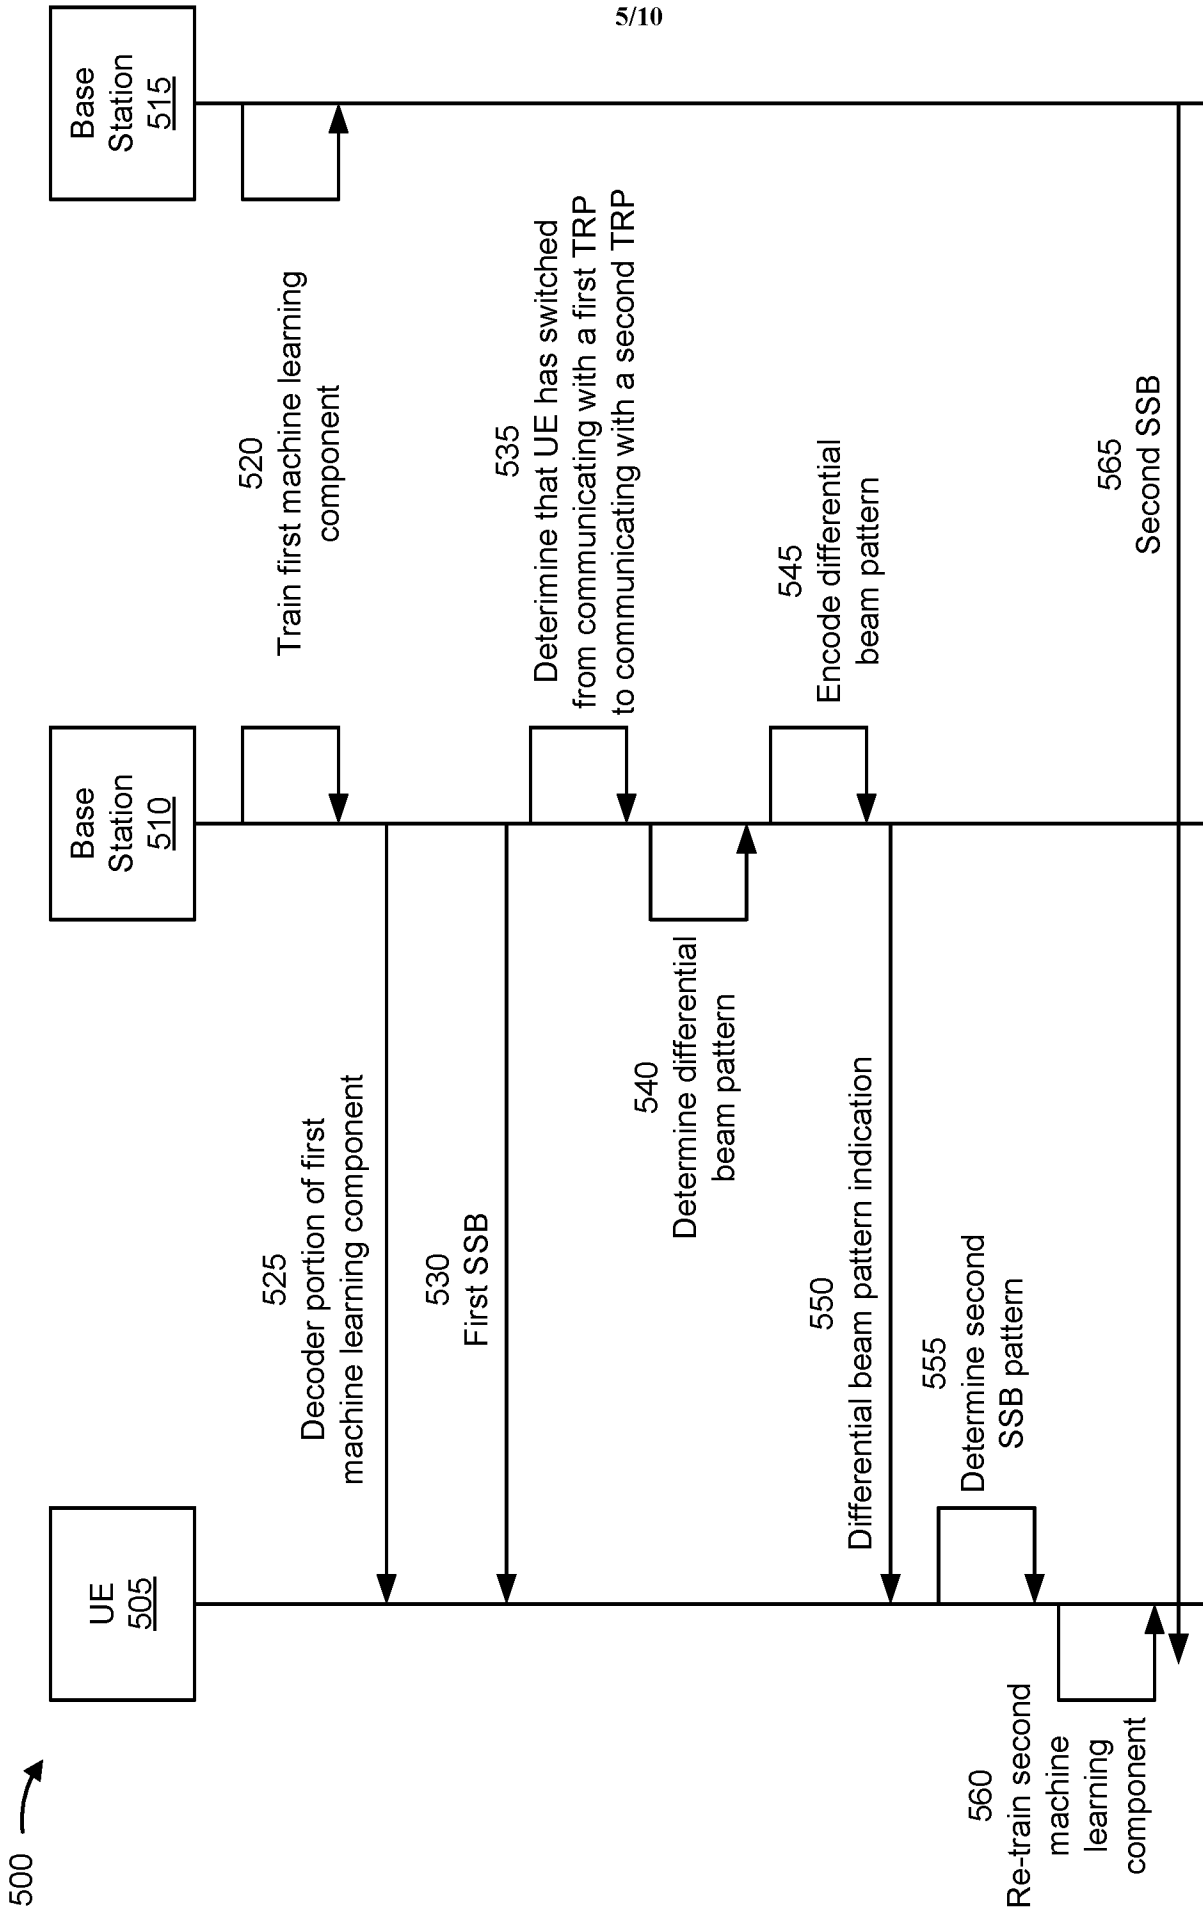 5/10
500
UE
505
Base
Station
510
Base
Station
515
520
Train first machine learning
component
525
Decoder portion of first
machine learning component
530
First SSB
535
Deterimine that UE has switched
from communicating with a first TRP
to communicating with a second TRP
540
Determine differential
beam pattern
545
Encode differential
beam pattern
550
Differential beam pattern indication
555
Determine second
SSB pattern
560
Re-train second
machine
learning
component
565
Second SSB